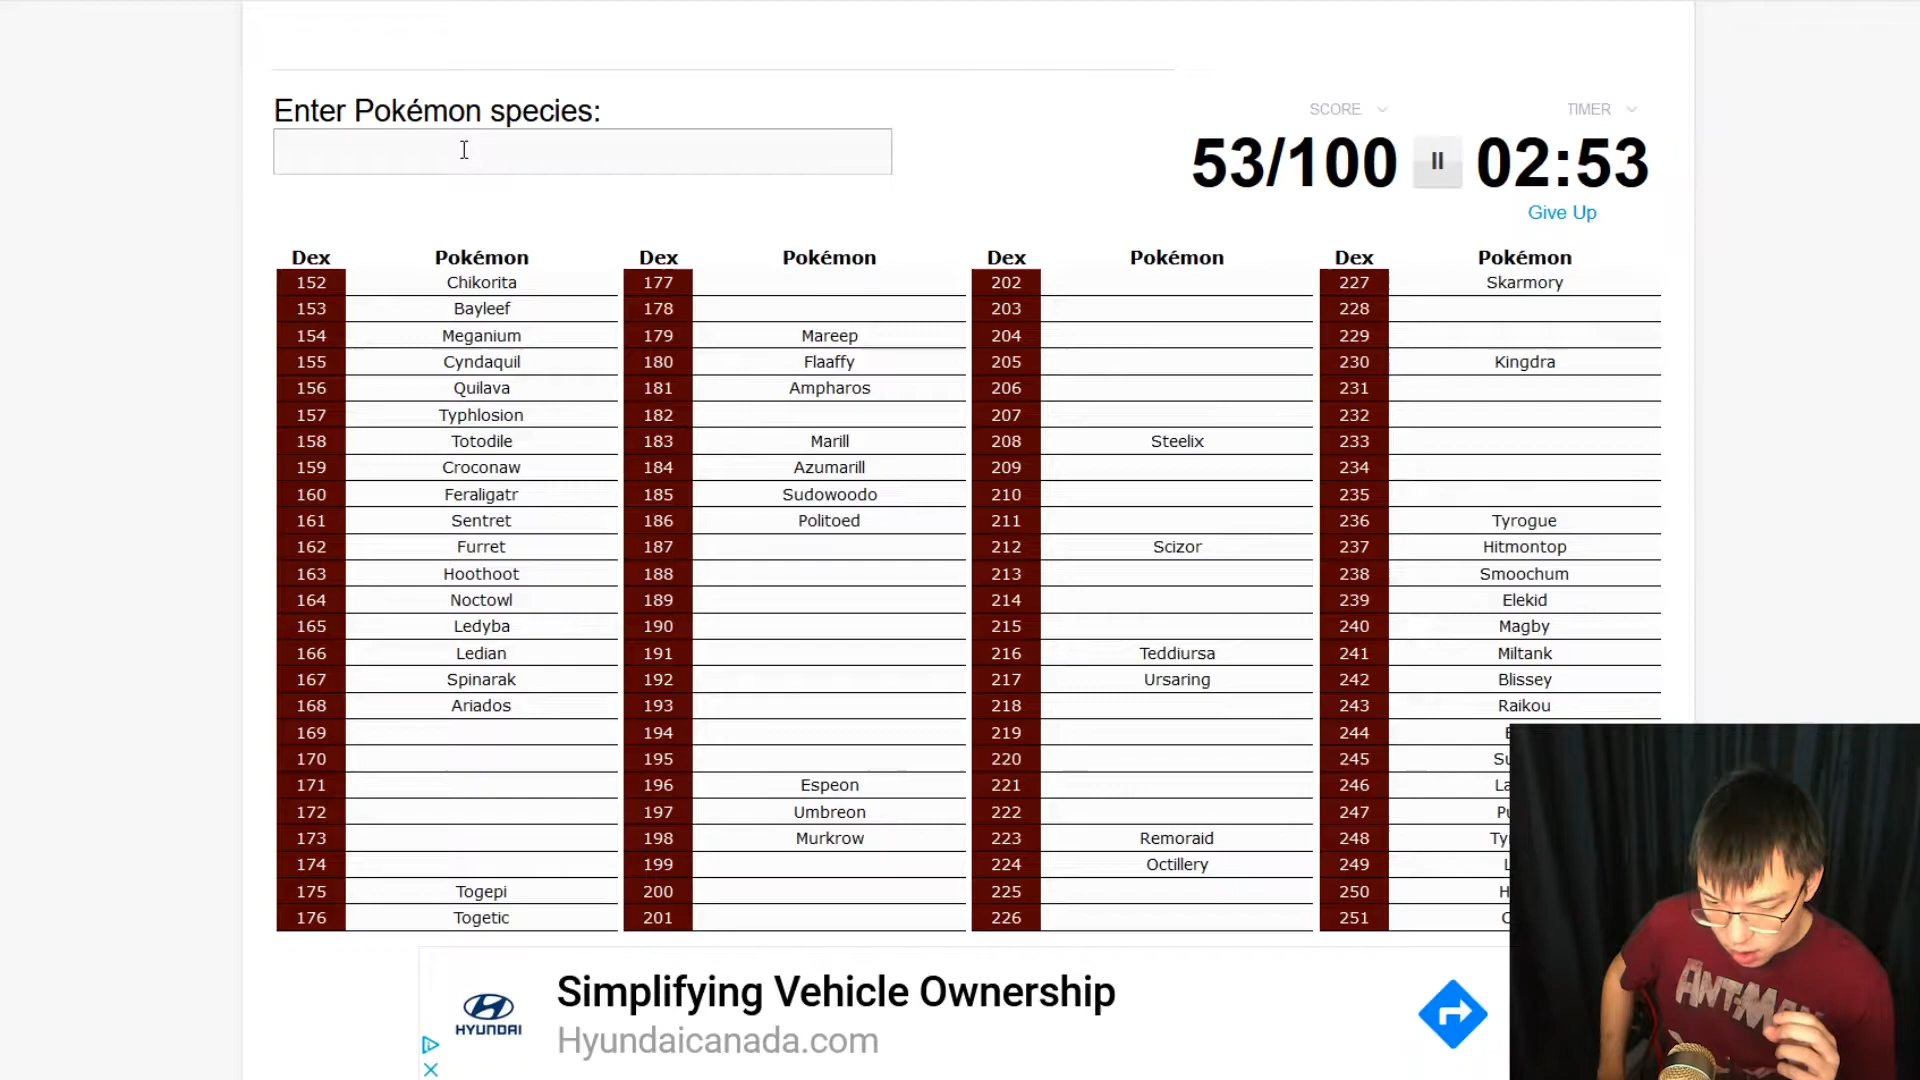 Enter Pokémon species:
SCORE
TIMER
53/100
02:53
Give Up
Dex Pokémon Dex Pokémon Dex Pokémon Dex Pokémon
152 Chikorita 177 202 227 Skarmory
153 Bayleef 178 203 228
154 Meganium 179 Mareep 204 229
155 Cyndaquil 180 Flaaffy 205 230 Kingdra
156 Quilava 181 Ampharos 206 231
157 Typhlosion 182 207 232
158 Totodile 183 Marill 208 Steelix 233
159 Croconaw 184 Azumarill 209 234
160 Feraligatr 185 Sudowoodo 210 235
161 Sentret 186 Politoed 211 236 Tyrogue
162 Furret 187 212 Scizor 237 Hitmontop
163 Hoothoot 188 213 238 Smoochum
164 Noctowl 189 214 239 Elekid
165 Ledyba 190 215 240 Magby
166 Ledian 191 216 Teddiursa 241 Miltank
167 Spinarak 192 217 Ursaring 242 Blissey
168 Ariados 193 218 243 Raikou
169 194 219 244
170 195 220 245 Su
171 196 Espeon 221 246 La
172 197 Umbreon 222 247 Pu
173 198 Murkrow 223 Remoraid 248 Ty
174 199 224 Octillery 249 L
175 Togepi 200 225 250 H
176 Togetic 201 226 251
Simplifying Vehicle Ownership
HYUNDAI
Hyundaicanada.com
ANT-MAN